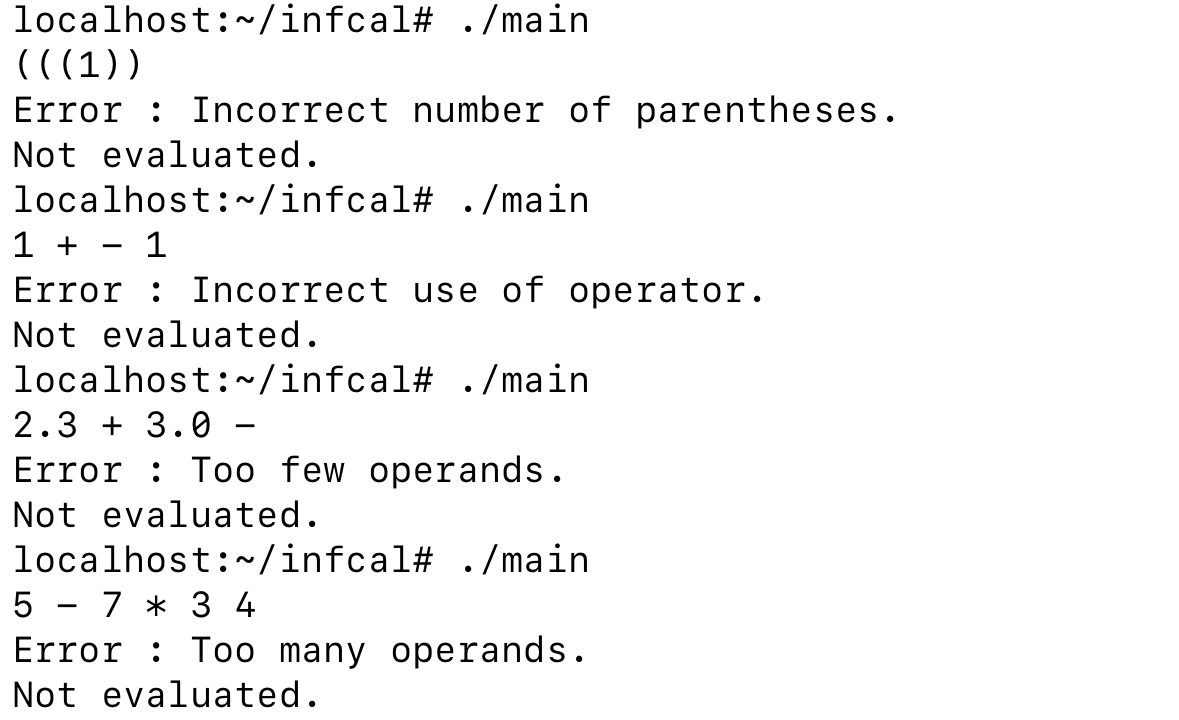 localhost:~/infcal# ./main
(((1))
Error : Incorrect number of parentheses.
Not evaluated.
localhost:~/infcal# ./main
1 + - 1
Error : Incorrect use of operator.
Not evaluated.
localhost:~/infcal# ./main
2.3 + 3.0 -
Error : Too few operands.
Not evaluated.
localhost:~/infcal# ./main
5 - 7 * 3 4
Error : Too many operands.
Not evaluated.